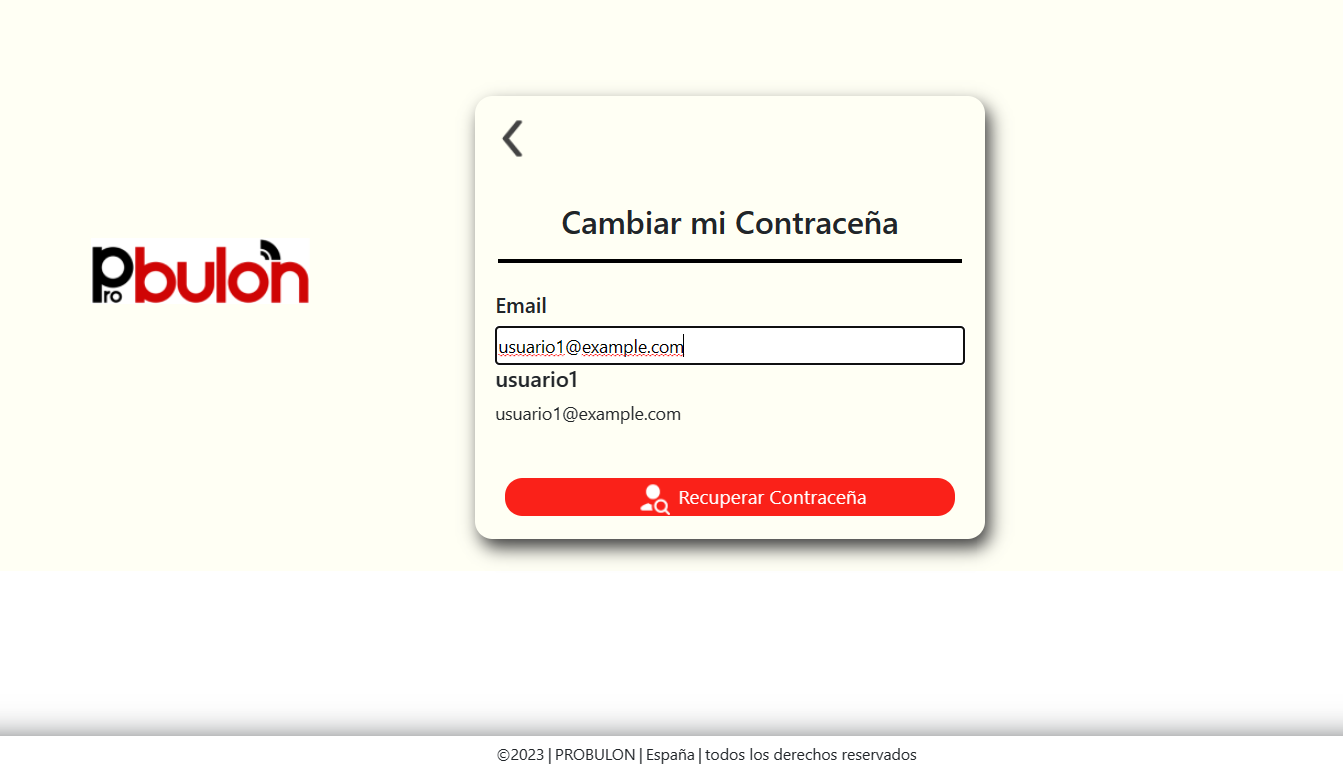 Probulon
Cambiar mi Contraceña
Email
usuario1@example.com
usuario1
usuario1@example.com
Recuperar Contraceña
©2023 | PROBULON | España | todos los derechos reservados